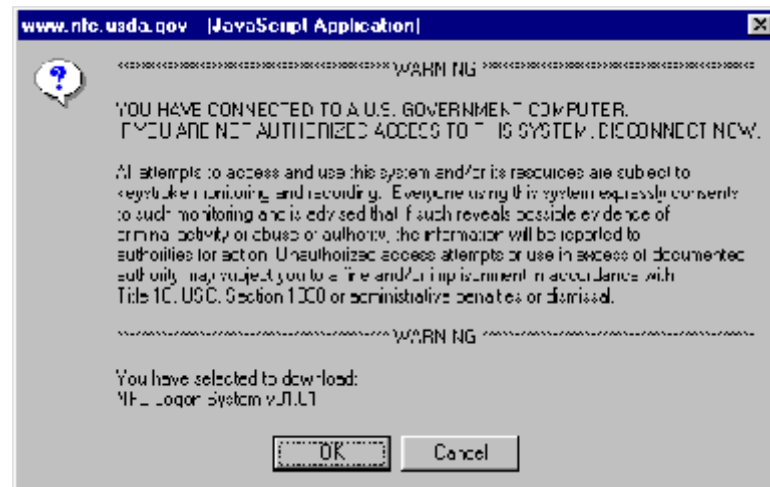 www.nfc.usda.gov [JavaScript Application]
************************************************ WARNING ************************************************
YOU HAVE CONNECTED TO A U.S. GOVERNMENT COMPUTER.
IF YOU ARE NOT AUTHORIZED ACCESS TO THIS SYSTEM, DISCONNECT NOW.
All attempts to access and use this system and/or its resources are subject to
keystroke monitoring and recording. Everyone using this system expressly consents
to such monitoring and is advised that if such reveals possible evidence of
criminal activity or abuse of authority, the information will be reported to
authorities for action. Unauthorized access attempts or use in excess of documented
authority may subject you to a fine and/or imprisonment in accordance with
Title USC, Section or administrative penalties or dismissal.
************************************************ WARNING ************************************************
You have selected to download:
Logon System
OK Cancel